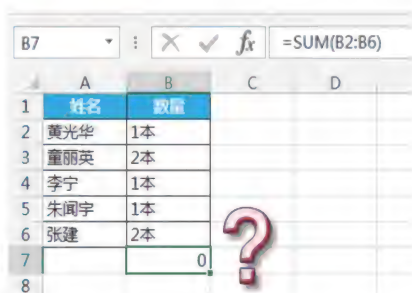 B7 fx =SUM(B2:B6)
A B C D
1 姓名 数量
2 黄光华 1本
3 童丽英 2本
4 李宁 1本
5 朱闻宇 1本
6 张建 2本
7 0
8
?